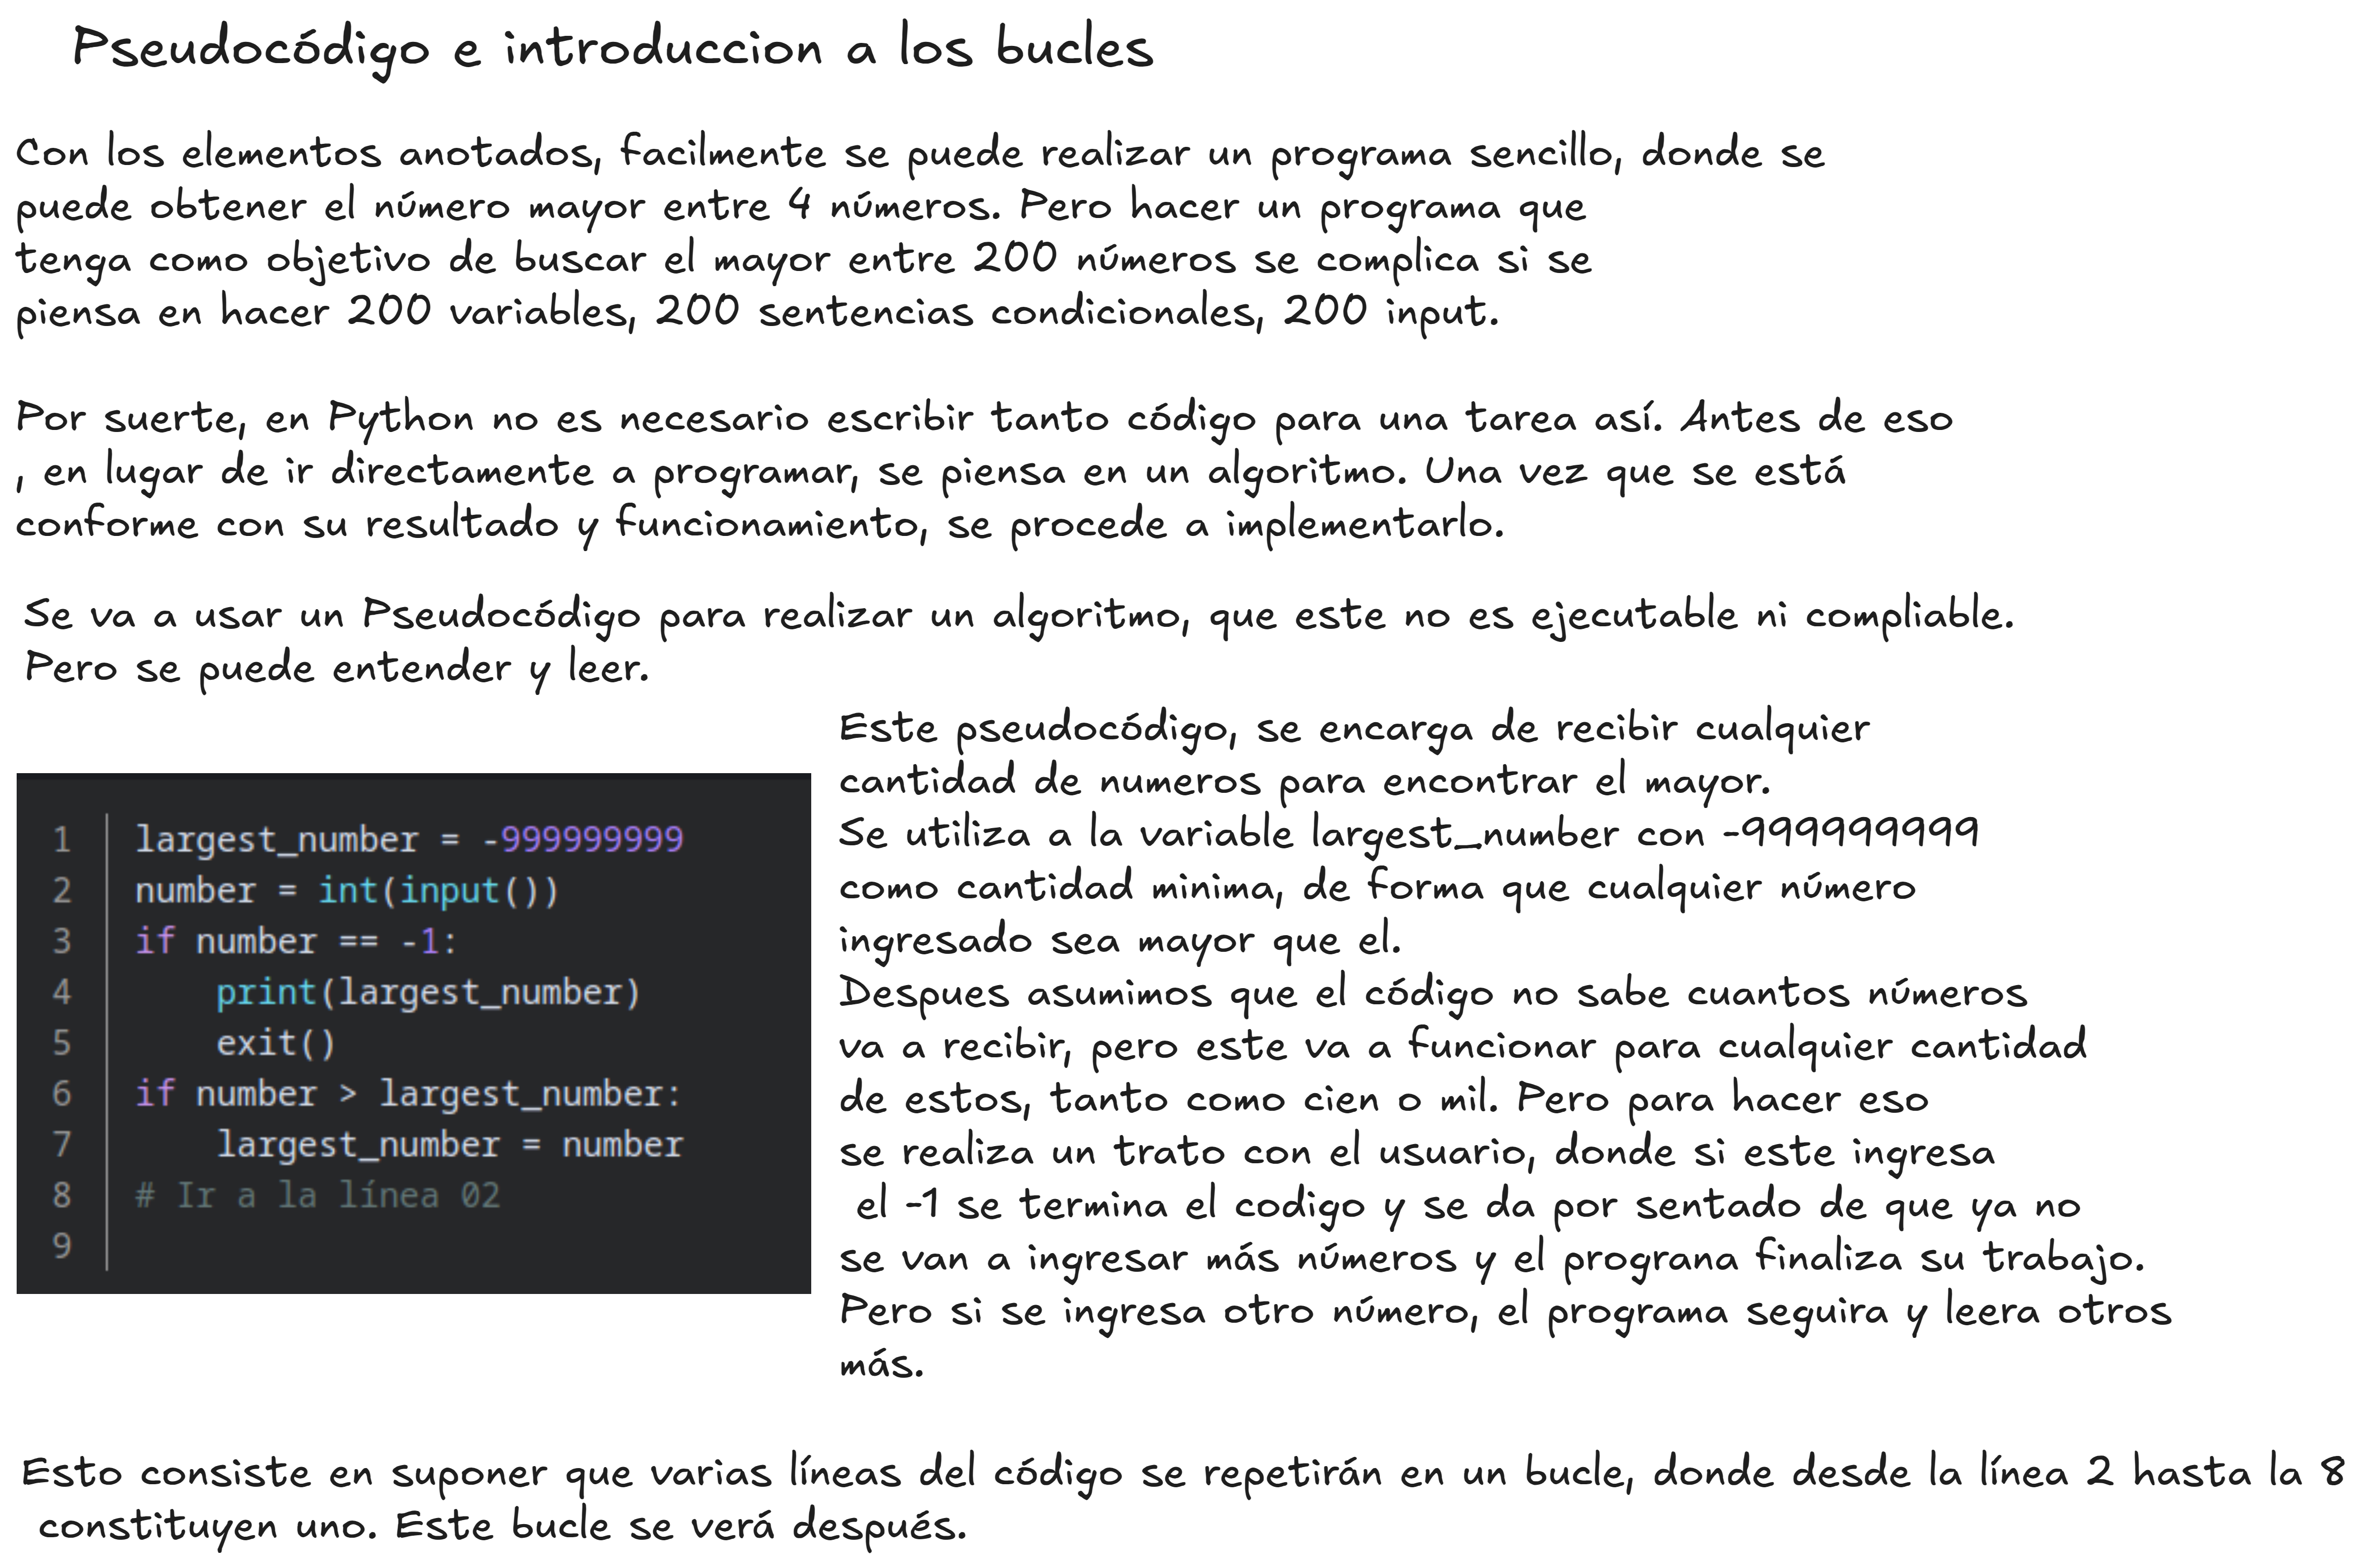 Pseudocódigo e introduccion a los bucles
Con los elementos anotados, facilmente se puede realizar un programa sencillo, donde se
puede obtener el número mayor entre 4 números. Pero hacer un programa que
tenga como objetivo de buscar el mayor entre 200 números se complica si se
piensa en hacer 200 variables, 200 sentencias condicionales, 200 input.
Por suerte, en Python no es necesario escribir tanto código para una tarea así. Antes de eso
, en lugar de ir directamente a programar, se piensa en un algoritmo. Una vez que se está
conforme con su resultado y funcionamiento, se procede a implementarlo.
Se va a usar un Pseudocódigo para realizar un algoritmo, que este no es ejecutable ni compliable.
Pero se puede entender y leer.
1 largest_number = -999999999
2 number = int(input())
3 if number == -1:
4     print(largest_number)
5     exit()
6 if number > largest_number:
7     largest_number = number
8 # Ir a la línea 02
9
Este pseudocódigo, se encarga de recibir cualquier
cantidad de numeros para encontrar el mayor.
Se utiliza a la variable largest_number con -999999999
como cantidad minima, de forma que cualquier número
ingresado sea mayor que el.
Despues asumimos que el código no sabe cuantos números
va a recibir, pero este va a funcionar para cualquier cantidad
de estos, tanto como cien o mil. Pero para hacer eso
se realiza un trato con el usuario, donde si este ingresa
el -1 se termina el codigo y se da por sentado de que ya no
se van a ingresar más números y el prograna finaliza su trabajo.
Pero si se ingresa otro número, el programa seguira y leera otros
más.
Esto consiste en suponer que varias líneas del código se repetirán en un bucle, donde desde la línea 2 hasta la 8
constituyen uno. Este bucle se verá después.